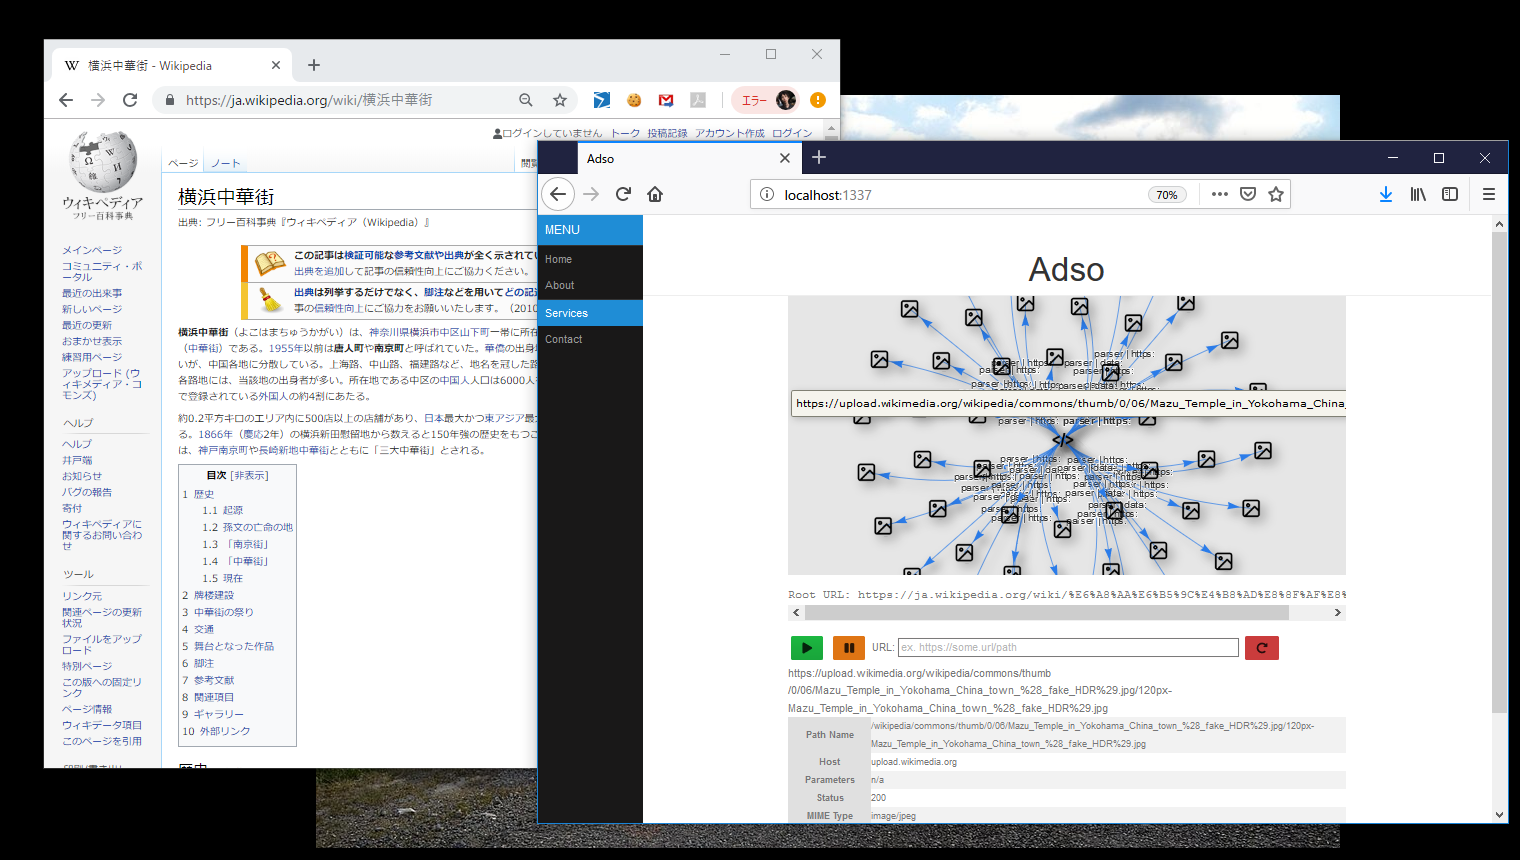 横浜中華街 - Wikipedia
https://ja.wikipedia.org/wiki/横浜中華街
エラー
ログインしていません トーク 投稿記録 アカウント作成 ログイン
ページ ノート
閲覧
ウィキペディア
フリー百科事典
メインページ
コミュニティ・ポ
ータル
最近の出来事
新しいページ
最近の更新
おまかせ表示
練習用ページ
アップロード (ウ
ィキメディア・コ
モンズ)
ヘルプ
ヘルプ
井戸端
お知らせ
バグの報告
寄付
ウィキペディアに
関するお問い合わ
せ
ツール
リンク元
関連ページの更新
状況
ファイルをアップ
ロード
特別ページ
この版への固定リ
ンク
ページ情報
ウィキデータ項目
このページを引用
横浜中華街
出典: フリー百科事典『ウィキペディア（Wikipedia）』
この記事は検証可能な参考文献や出典が全く示されてい
出典を追加して記事の信頼性向上にご協力ください。
出典は列挙するだけでなく、脚注などを用いてどの記述
事の信頼性向上にご協力をお願いいたします。（2010
横浜中華街（よこはまちゅうかがい）は、神奈川県横浜市中区山下町一帯に所在
（中華街）である。1955年以前は唐人町や南京町と呼ばれていた。華僑の出身地
いが、中国各地に分散している。上海路、中山路、福建路など、地名を冠した路
各路地には、当該地の出身者が多い。所在地である中区の中国人人口は6000人
で登録されている外国人の約4割にあたる。
約0.2平方キロのエリア内に500店以上の店舗があり、日本最大かつ東アジア最
る。1866年（慶応2年）の横浜新田慰留地から数えると150年強の歴史をもつ
は、神戸南京町や長崎新地中華街とともに「三大中華街」とされる。
目次 [非表示]
1 歴史
1.1 起源
1.2 孫文の亡命の地
1.3 「南京街」
1.4 「中華街」
1.5 現在
2 牌楼建設
3 中華街の祭り
4 交通
5 舞台となった作品
6 脚注
7 参考文献
8 関連項目
9 ギャラリー
10 外部リンク
歴史
Adso
localhost:1337
70%
MENU
Home
About
Services
Contact
Adso
parser | https:
parser | https:
parser | data:
parser | https:
https://upload.wikimedia.org/wikipedia/commons/thumb/0/06/Mazu_Temple_in_Yokohama_China_
parser | https:
parser | https:
</>
parser | https:
parser | https:
parser | https:
parser | https:
Root URL: https://ja.wikipedia.org/wiki/%E6%A8%AA%E6%B5%9C%E4%B8%AD%E8%8F%AF%E8%
URL: ex. https://some.url/path
https://upload.wikimedia.org/wikipedia/commons/thumb
/0/06/Mazu_Temple_in_Yokohama_China_town_%28_fake_HDR%29.jpg/120px-
Mazu_Temple_in_Yokohama_China_town_%28_fake_HDR%29.jpg
Path Name /wikipedia/commons/thumb/0/06/Mazu_Temple_in_Yokohama_China_town_%28_fake_HDR%29.jpg/120px-
Mazu_Temple_in_Yokohama_China_town_%28_fake_HDR%29.jpg
Host upload.wikimedia.org
Parameters n/a
Status 200
MIME Type image/jpeg